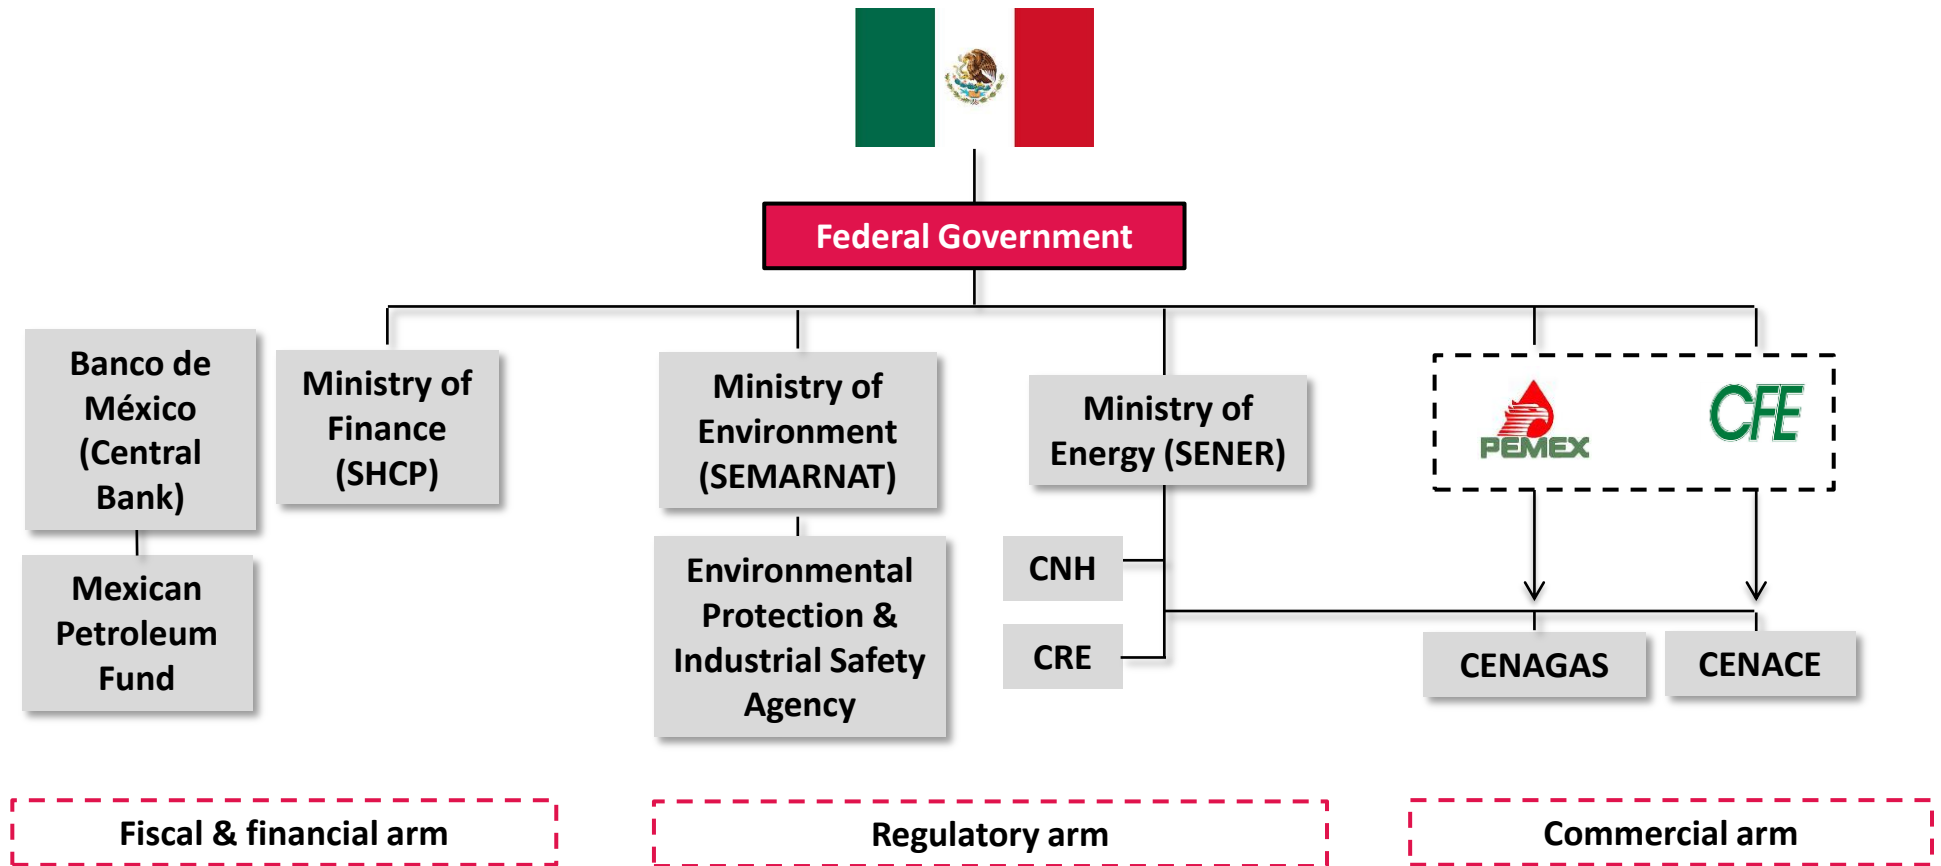 Federal Government
Banco de
México
(Central
Bank)
Ministry of
Finance
(SHCP)
Ministry of
Environment
(SEMARNAT)
Ministry of
Energy (SENER)
PEMEX
CFE
Mexican
Petroleum
Fund
Environmental
Protection &
Industrial Safety
Agency
CNH
CRE
CENAGAS
CENACE
Fiscal & financial arm
Regulatory arm
Commercial arm